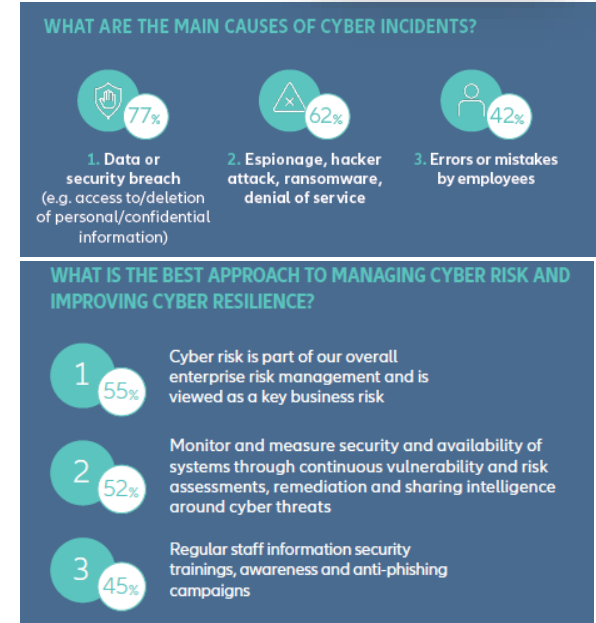 WHAT ARE THE MAIN CAUSES OF CYBER INCIDENTS?
77%
1. Data or
security breach
(e.g. access to/deletion
of personal/confidential
information)
62%
2. Espionage, hacker
attack, ransomware,
denial of service
42%
3. Errors or mistakes
by employees
WHAT IS THE BEST APPROACH TO MANAGING CYBER RISK AND
IMPROVING CYBER RESILIENCE?
1
55%
Cyber risk is part of our overall
enterprise risk management and is
viewed as a key business risk
2
52%
Monitor and measure security and availability of
systems through continuous vulnerability and risk
assessments, remediation and sharing intelligence
around cyber threats
3
45%
Regular staff information security
trainings, awareness and anti-phishing
campaigns